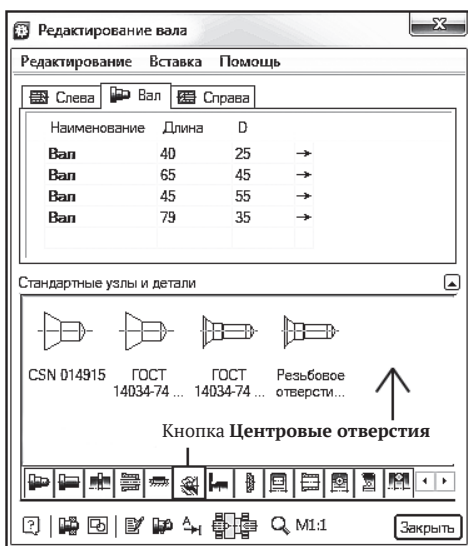 Редактирование вала
Редактирование Вставка Помощь
Слева Вал Справа
Наименование Длина D
Вал 40 25 →
Вал 65 45 →
Вал 45 55 →
Вал 79 35 →
Стандартные узлы и детали
CSN 014915 ГОСТ ГОСТ Резьбовое
14034-74 ... 14034-74 ... отверсти...
Кнопка Центровые отверстия
М1:1 Закрыть